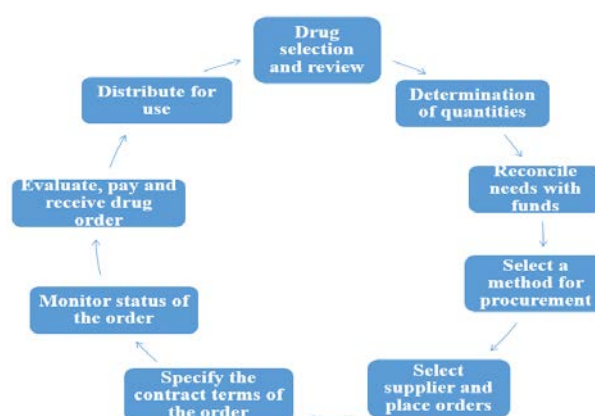 Drug
selection
and review
Determination
of quantities
Reconcile
needs with
funds
Select a
method for
procurement
Select
supplier and
place orders
Specify the
contract terms of
the order
Monitor status of
the order
Evaluate, pay and
receive drug
order
Distribute for
use